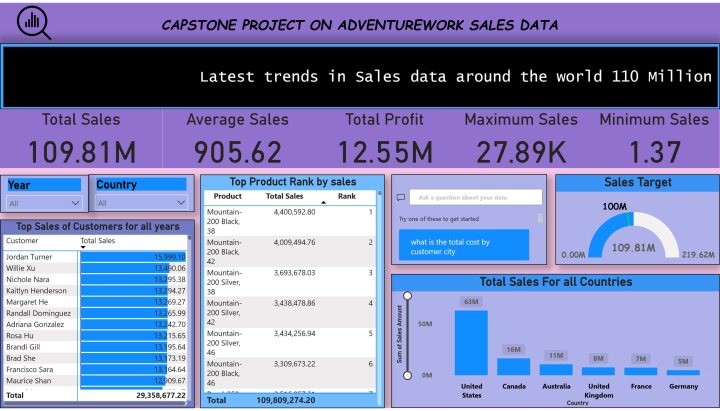 CAPSTONE PROJECT ON ADVENTUREWORK SALES DATA
Latest trends in Sales data around the world 110 Million
Total Sales
109.81M
Average Sales
905.62
Total Profit
12.55M
Maximum Sales
27.89K
Minimum Sales
1.37
Year
All
Country
All
Top Sales of Customers for all years
Customer Total Sales
Jordan Turner 15,999.10
Willie Xu 13,490.06
Nichole Nara 13,295.38
Kaitlyn Henderson 13,294.27
Margaret He 13,269.27
Randall Dominguez 13,265.99
Adriana Gonzalez 13,242.70
Rosa Hu 13,215.65
Brandi Gill 13,195.64
Brad She 13,173.19
Francisco Sara 13,164.64
Maurice Shan 12,909.67
Total 29,358,677.22
Top Product Rank by sales
Product Total Sales Rank
Mountain-
200 Black,
38
4,400,592.80 1
Mountain-
200 Black,
42
4,009,494.76 2
Mountain-
200 Silver,
38
3,693,678.03 3
Mountain-
200 Silver,
42
3,438,478.86 4
Mountain-
200 Silver,
46
3,434,256.94 5
Mountain-
200 Black,
46
3,309,673.22 6
Total 109,809,274.20
Ask a question about your data
Try one of these to get started
what is the total cost by
customer city
Sales Target
100M
0.00M
109.81M
219.62M
Total Sales For all Countries
Sum of Sales Amount
50M
0M
63M
16M
11M
8M
7M
5M
United
States
Canada
Australia
United
Kingdom
France
Germany
Country